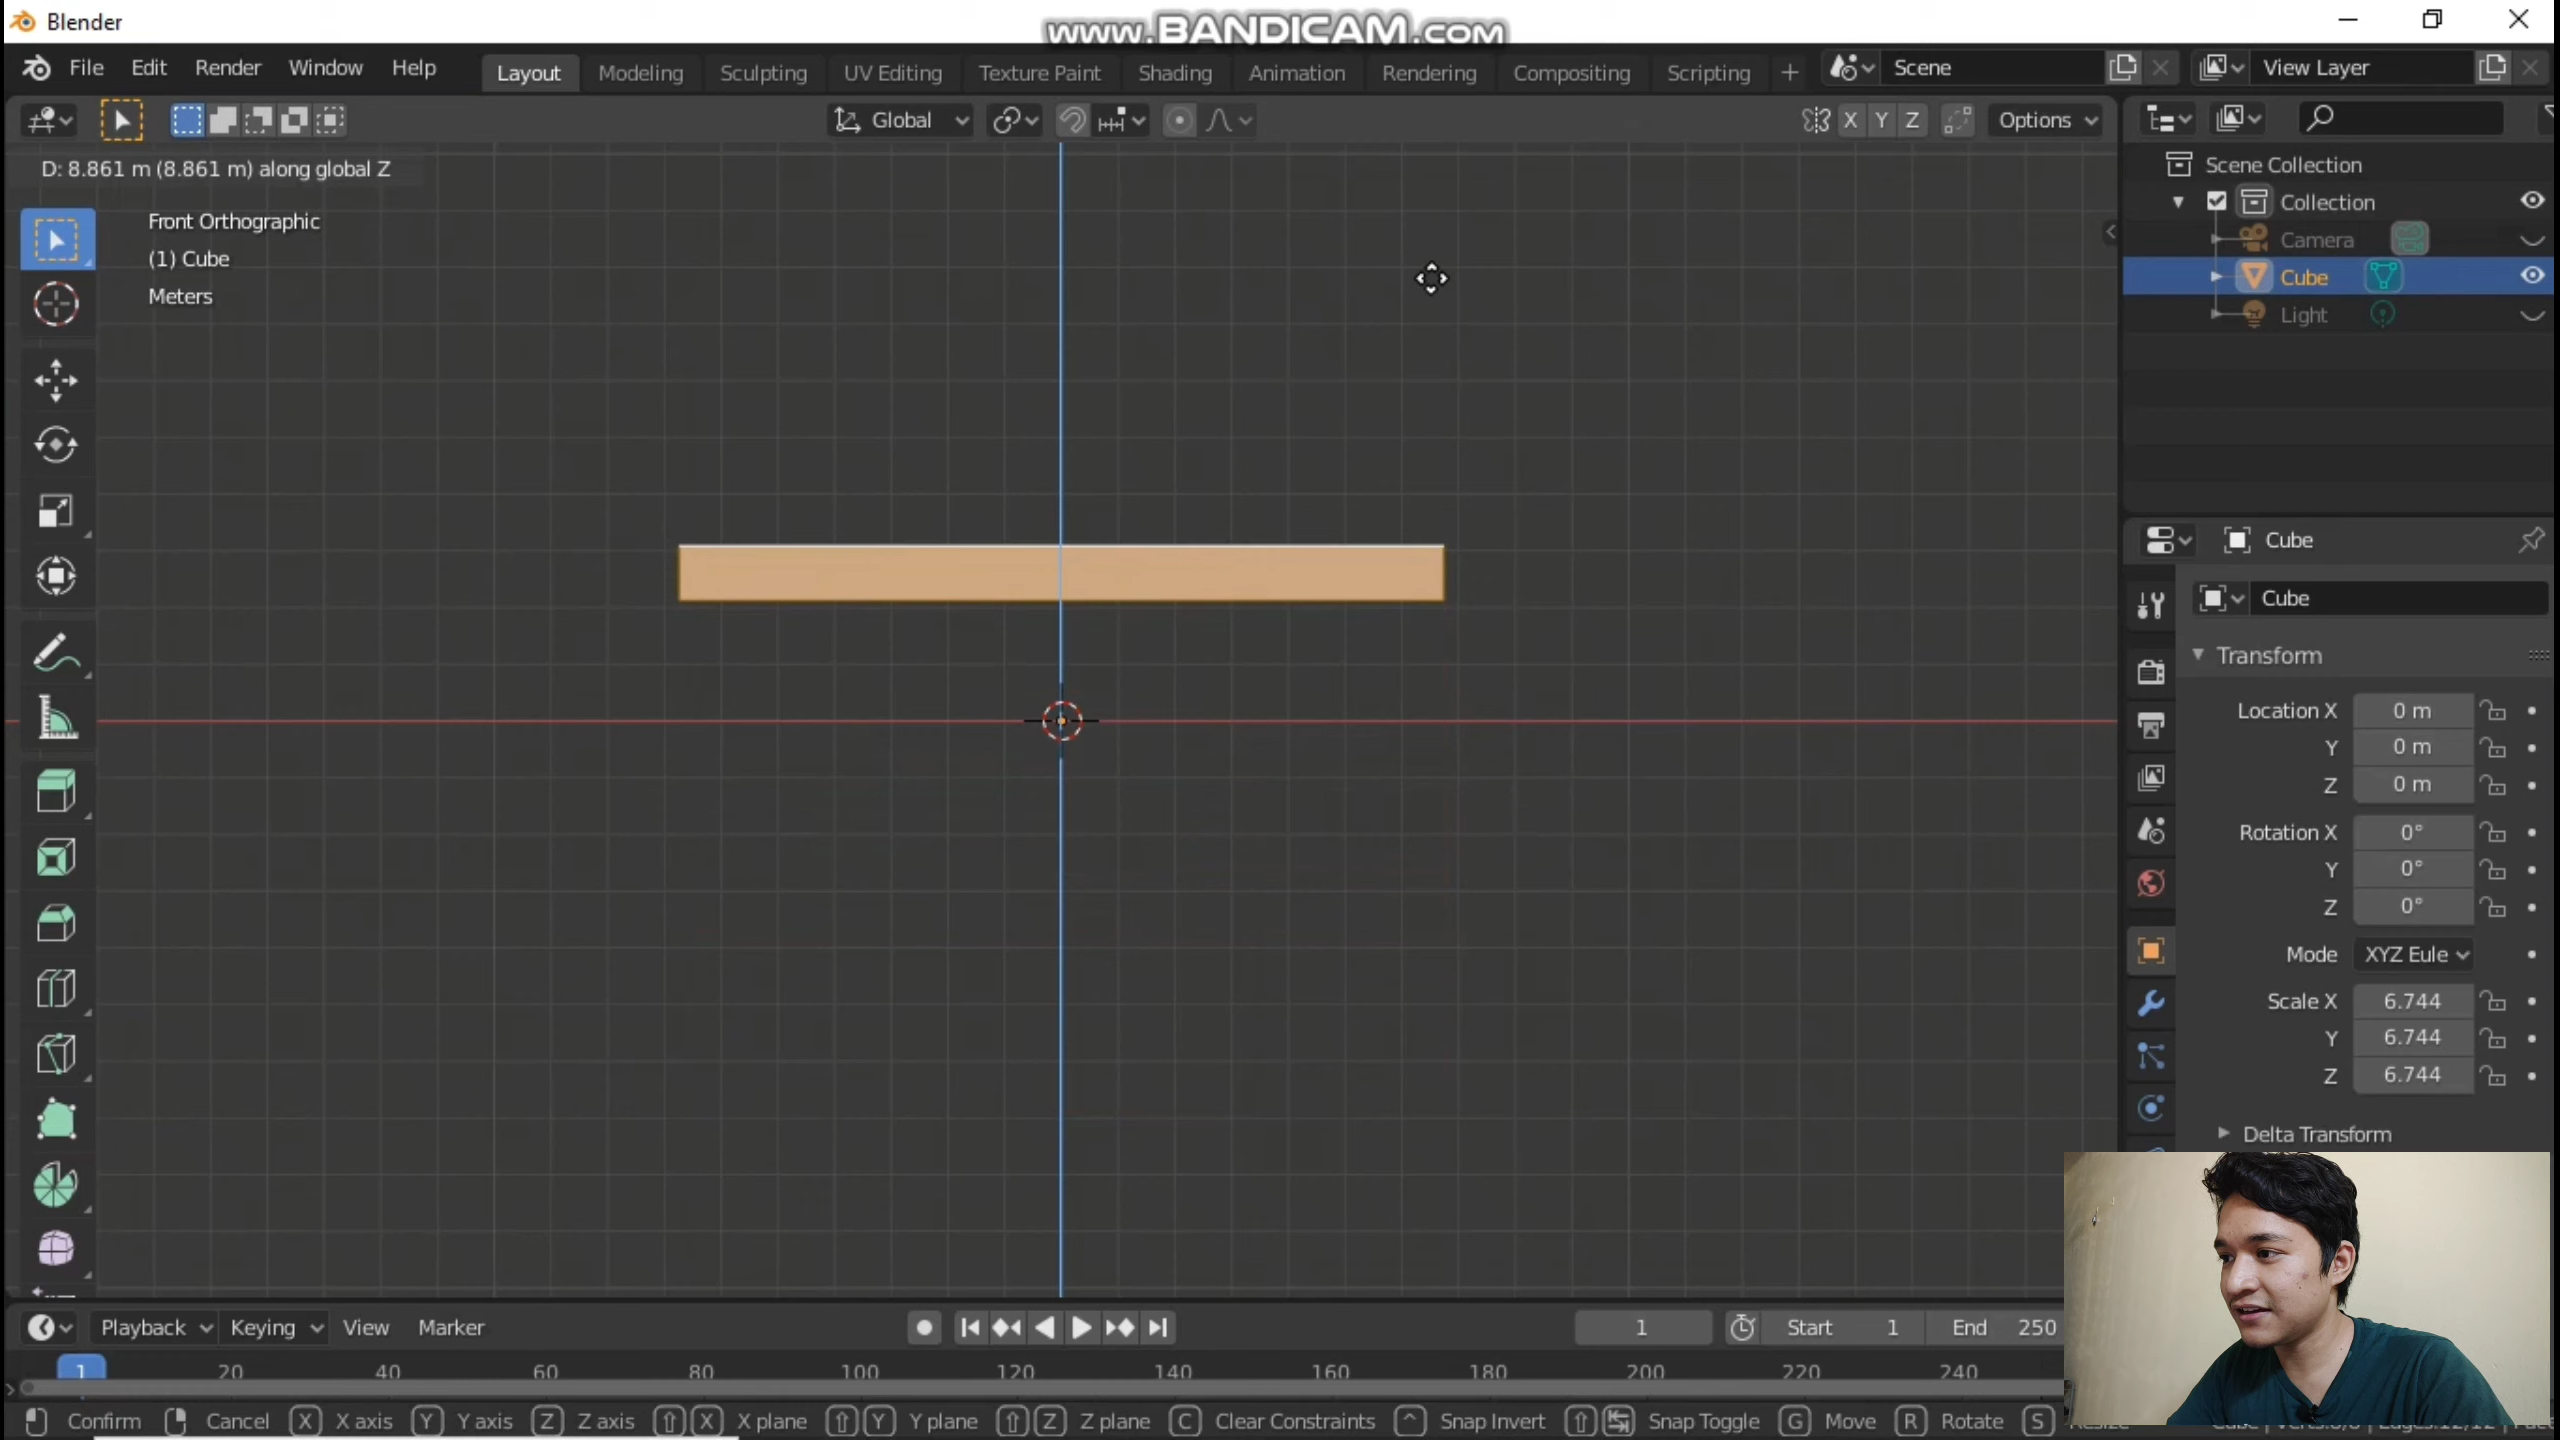 Blender
www.BANDICAM.com
File Edit Render Window Help
Layout Modeling Sculpting UV Editing Texture Paint Shading Animation Rendering Compositing Scripting +
Scene
View Layer
Global
X Y Z
Options
D: 8.861 m (8.861 m) along global Z
Front Orthographic
(1) Cube
Meters
Scene Collection
Collection
Camera
Cube
Light
Cube
Cube
Transform
Location X 0 m
Y 0 m
Z 0 m
Rotation X 0°
Y 0°
Z 0°
Mode XYZ Eule
Scale X 6.744
Y 6.744
Z 6.744
Delta Transform
Playback Keying View Marker
1
Start 1
End 250
1 20 40 60 80 100 120 140 160 180 200 220 240
Confirm Cancel X X axis Y Y axis Z Z axis X X plane Y Y plane Z Z plane C Clear Constraints ^ Snap Invert Snap Toggle G Move R Rotate S